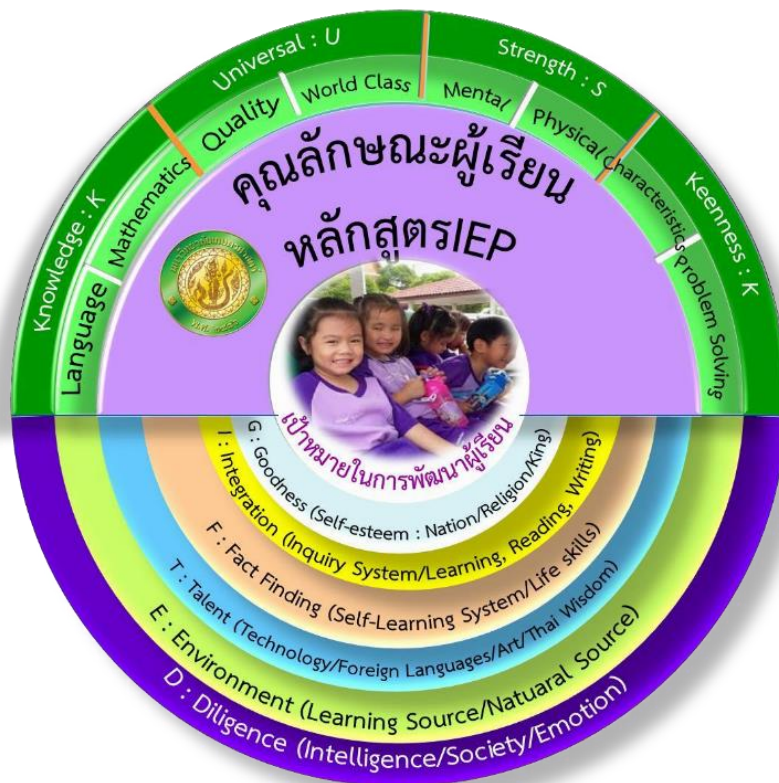 Knowledge : K
Universal : U
Strength : S
Keenness : K
Language
Mathematics
Quality
World Class
Mental
Physical
characteristics
Problem Solving
คุณลักษณะผู้เรียน
หลักสูตรIEP
เป้าหมายในการพัฒนาผู้เรียน
G : Goodness (Self-esteem : Nation/Religion/King)
I : Integration (Inquiry System/Learning, Reading, Writing)
F : Fact Finding (Self-Learning System/Life skills)
T : Talent (Technology/Foreign Languages/Art/Thai Wisdom)
E : Environment (Learning Source/Natuaral Source)
D : Diligence (Intelligence/Society/Emotion)